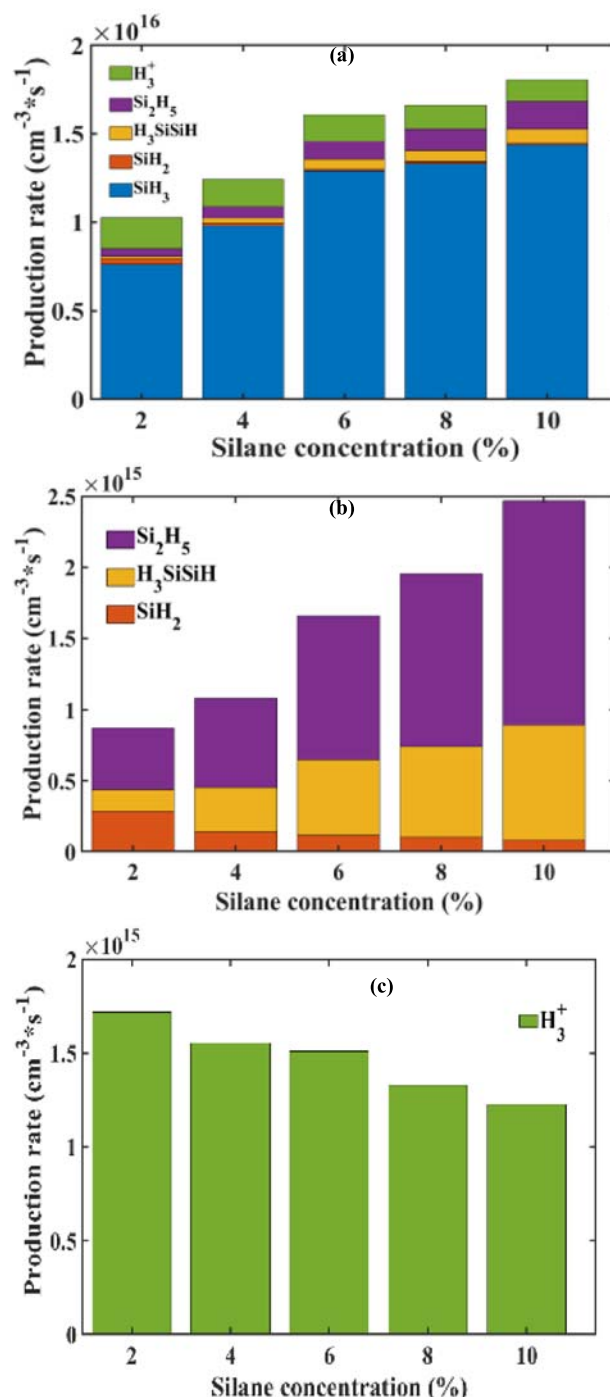 ×10¹⁶
(a)
2
1.5
1
0.5
0
Production rate (cm⁻³*s⁻¹)
H₃⁺
Si₂H₅
H₃SiSiH
SiH₂
SiH₃
2 4 6 8 10
Silane concentration (%)
×10¹⁵
(b)
2.5
2
1.5
1
0.5
0
Production rate (cm⁻³*s⁻¹)
Si₂H₅
H₃SiSiH
SiH₂
2 4 6 8 10
Silane concentration (%)
×10¹⁵
(c)
2
1.5
1
0.5
0
Production rate (cm⁻³*s⁻¹)
H₃⁺
2 4 6 8 10
Silane concentration (%)